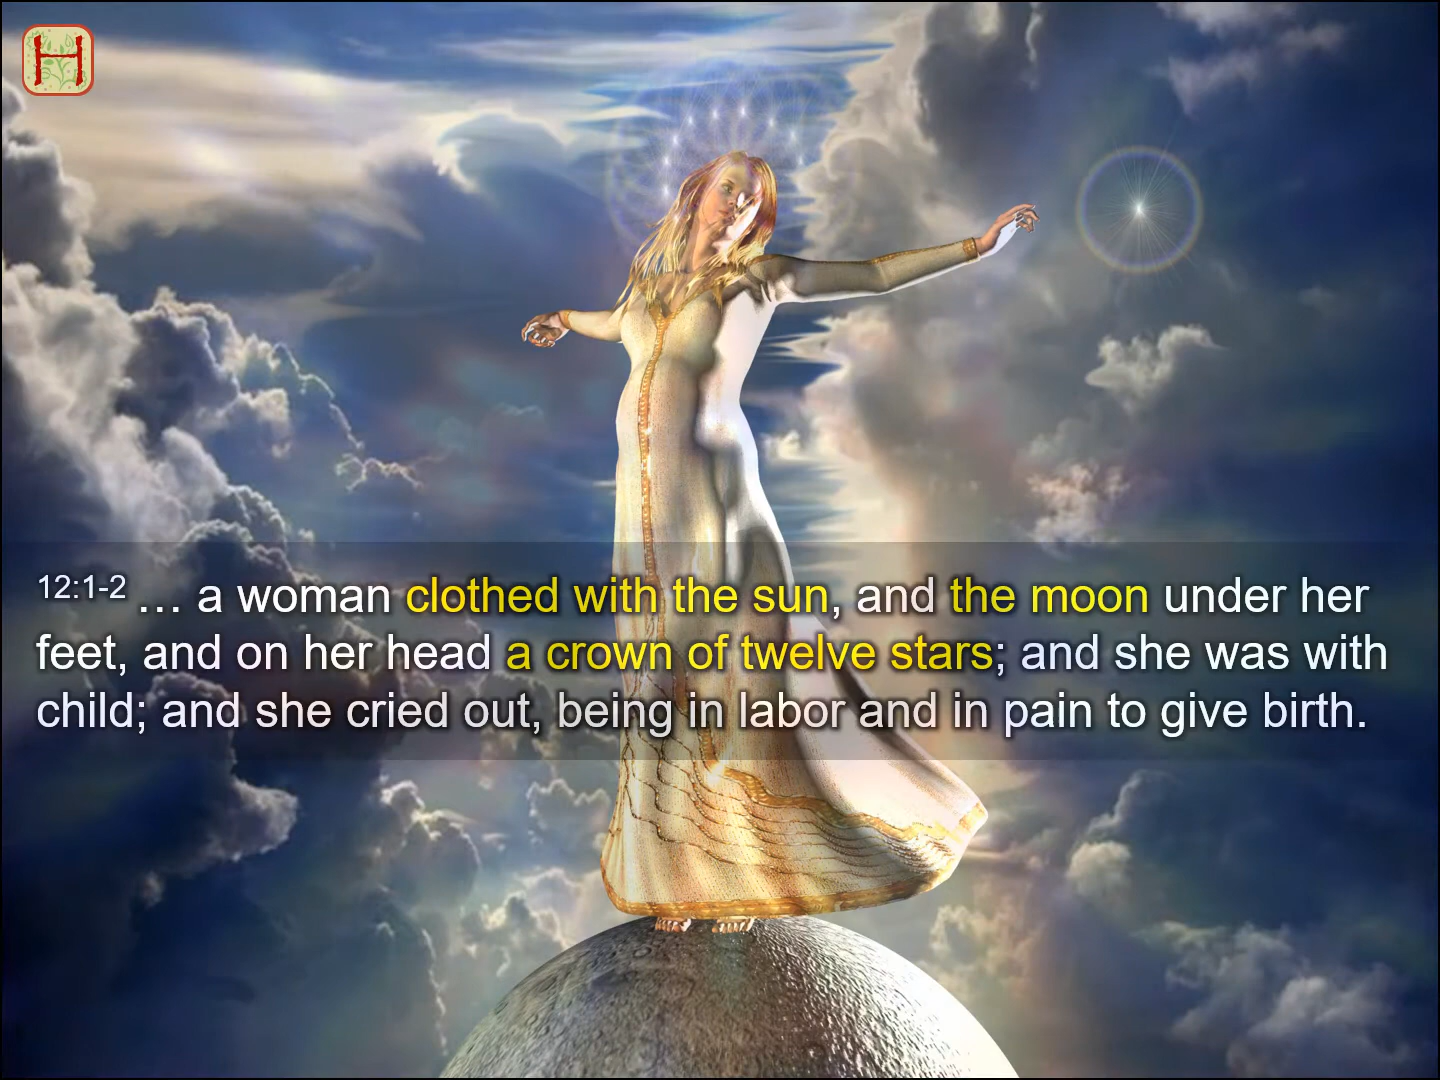 H
12:1-2 … a woman clothed with the sun, and the moon under her
feet, and on her head a crown of twelve stars; and she was with
child; and she cried out, being in labor and in pain to give birth.